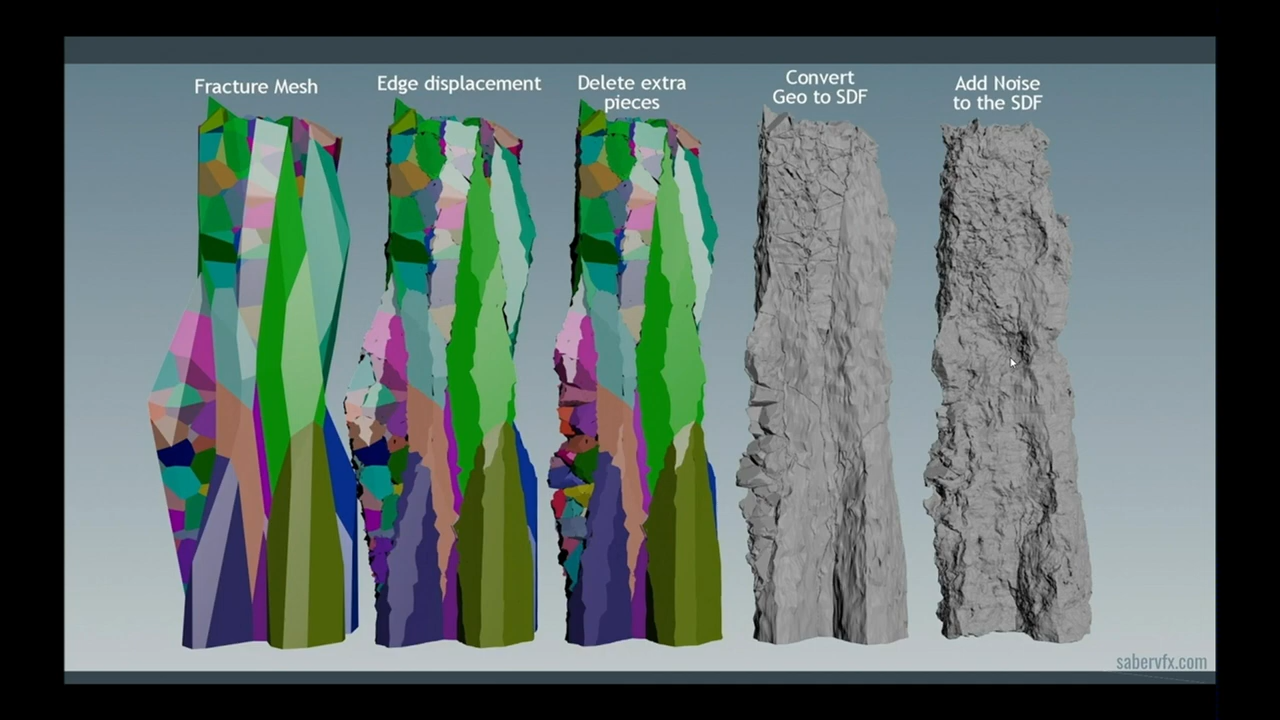 Fracture Mesh
Edge displacement
Delete extra
pieces
Convert
Geo to SDF
Add Noise
to the SDF
sabervfx.com